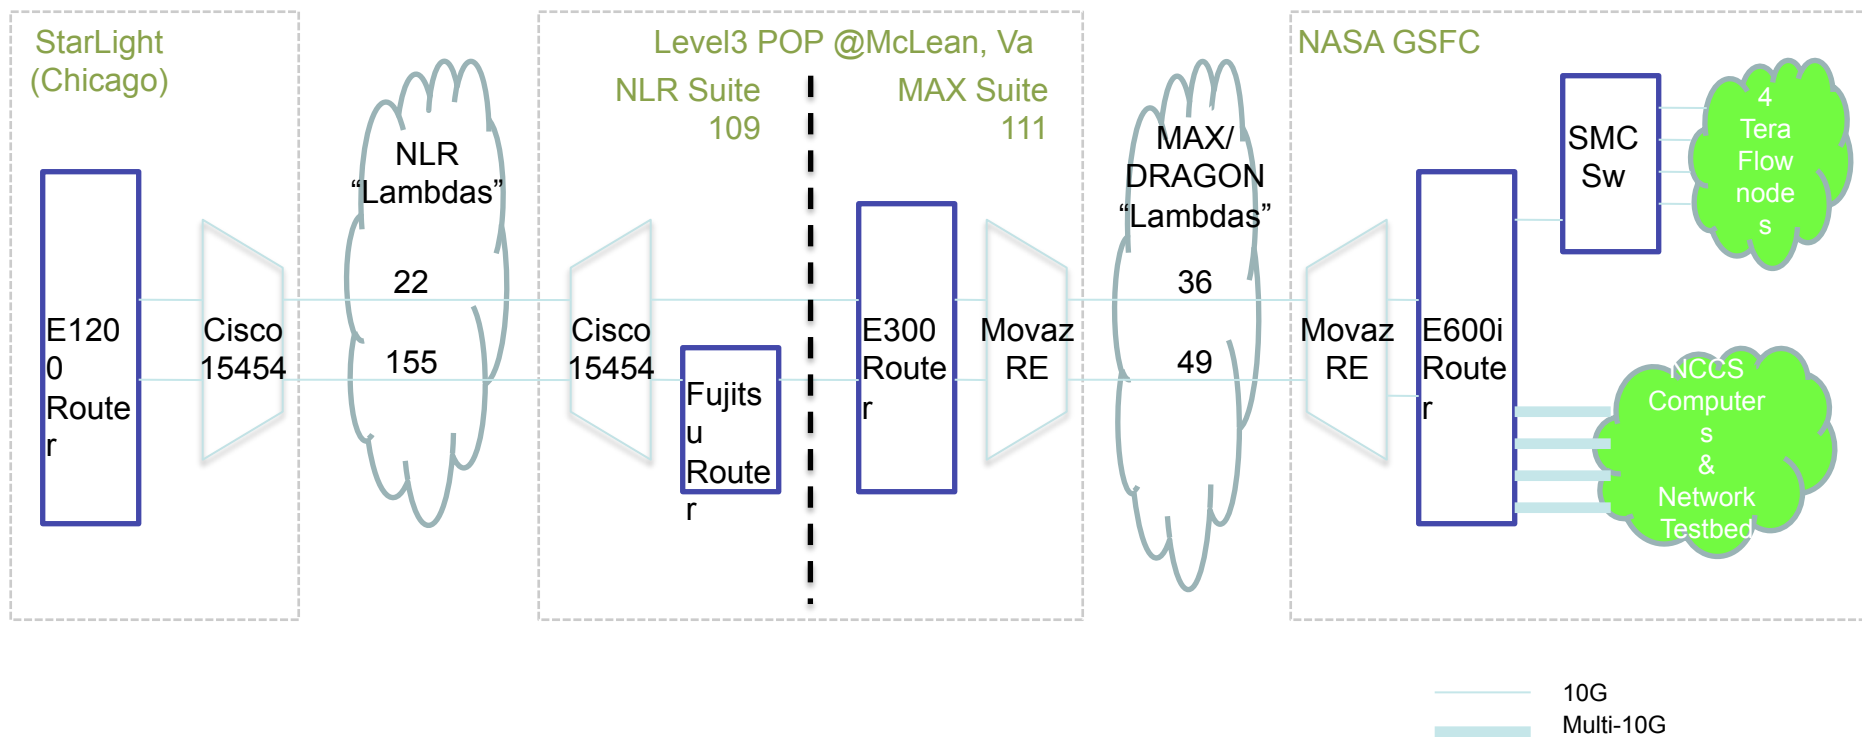 StarLight
(Chicago)
E120
0
Route
r
Cisco
15454
NLR
“Lambdas”
22
155
Level3 POP @McLean, Va
NLR Suite
109
MAX Suite
111
Cisco
15454
Fujits
u
Route
r
E300
Route
r
Movaz
RE
MAX/
DRAGON
“Lambdas”
36
49
NASA GSFC
Movaz
RE
E600i
Route
r
SMC
Sw
4
Tera
Flow
node
s
NCCS
Computer
s
&
Network
Testbed
10G
Multi-10G